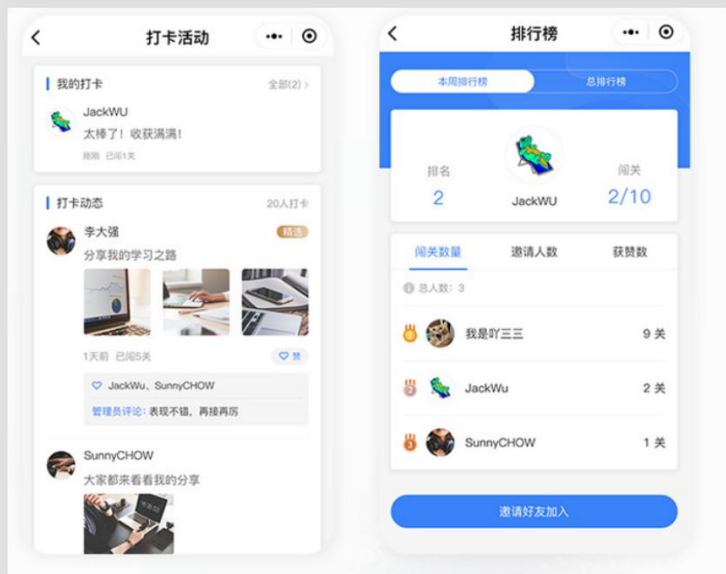 打卡活动
我的打卡
全部(2)
JackWU
太棒了！收获满满！
刚刚 已闯1关
打卡动态
20人打卡
李大强
精选
分享我的学习之路
1天前 已闯5关
赞
JackWu、SunnyCHOW
管理员评论: 表现不错，再接再厉
SunnyCHOW
大家都来看看我的分享
排行榜
本周排行榜
总排行榜
排名
2
JackWU
闯关
2/10
闯关数量
邀请人数
获赞数
总人数: 3
1
我是吖三三
9 关
2
JackWu
2 关
3
SunnyCHOW
1 关
邀请好友加入